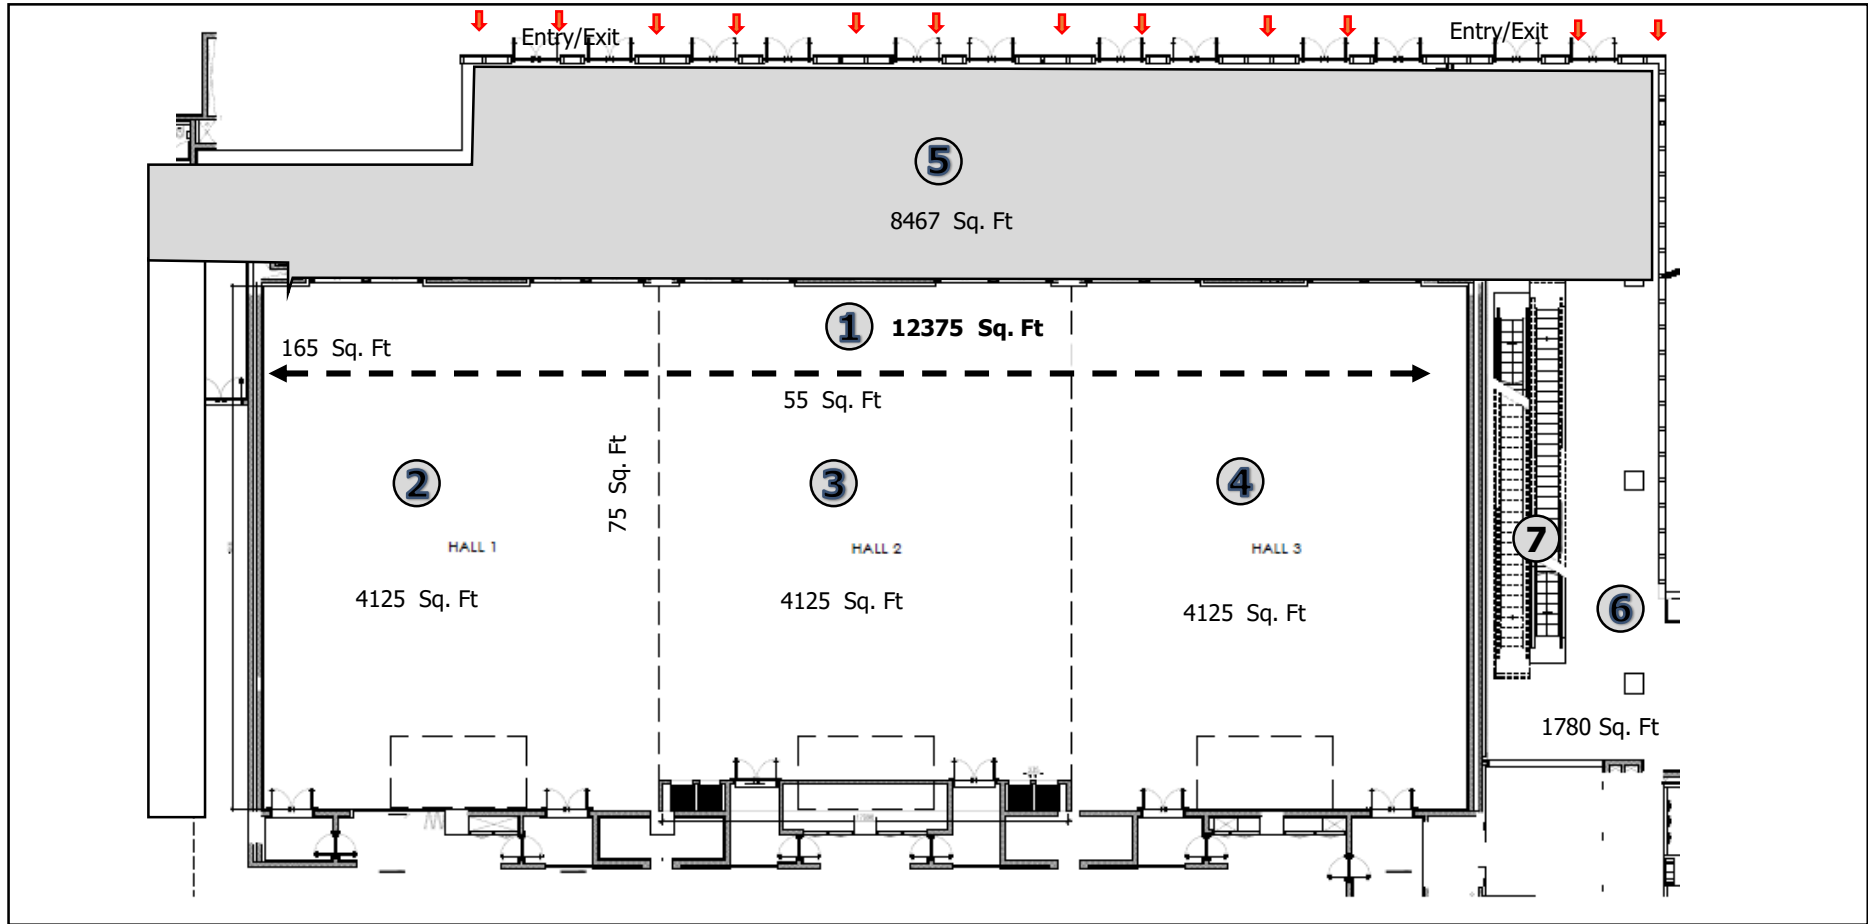 Entry/Exit
Entry/Exit
5
8467 Sq. Ft
1 12375 Sq. Ft
165 Sq. Ft
55 Sq. Ft
75 Sq. Ft
2
3
4
7
HALL 1
HALL 2
HALL 3
4125 Sq. Ft
4125 Sq. Ft
4125 Sq. Ft
6
1780 Sq. Ft